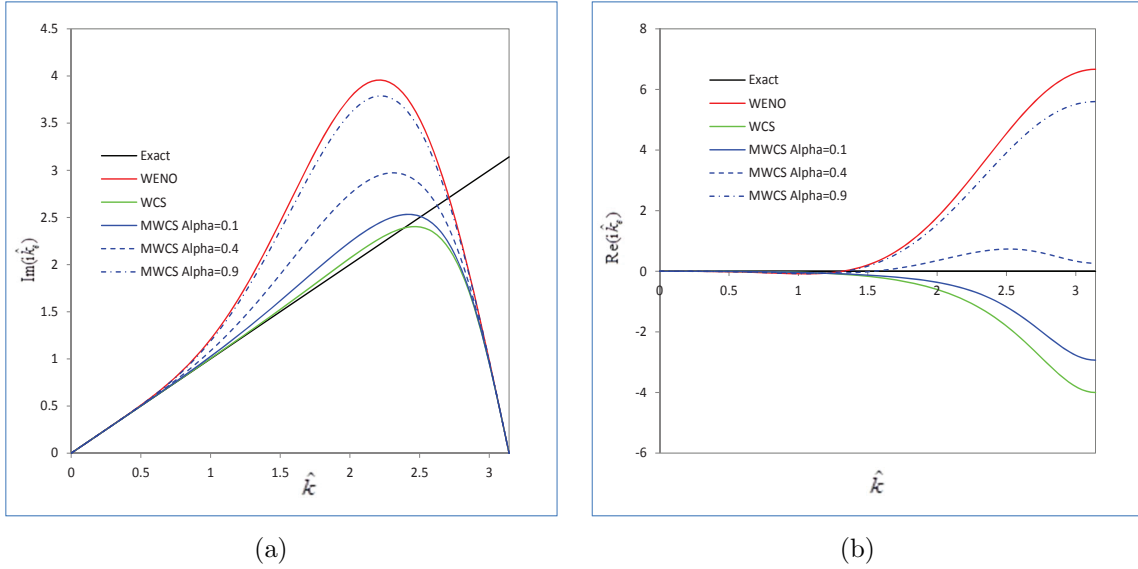 4.5
4
3.5
3
2.5
2
1.5
1
0.5
0
0 0.5 1 1.5 2 2.5 3
Im(ik̂ₑ)
k̂
Exact
WENO
WCS
MWCS Alpha=0.1
MWCS Alpha=0.4
MWCS Alpha=0.9
(a)
8
6
4
2
0
-2
-4
-6
0 0.5 1 1.5 2 2.5 3
Re(ik̂ₑ)
k̂
Exact
WENO
WCS
MWCS Alpha=0.1
MWCS Alpha=0.4
MWCS Alpha=0.9
(b)